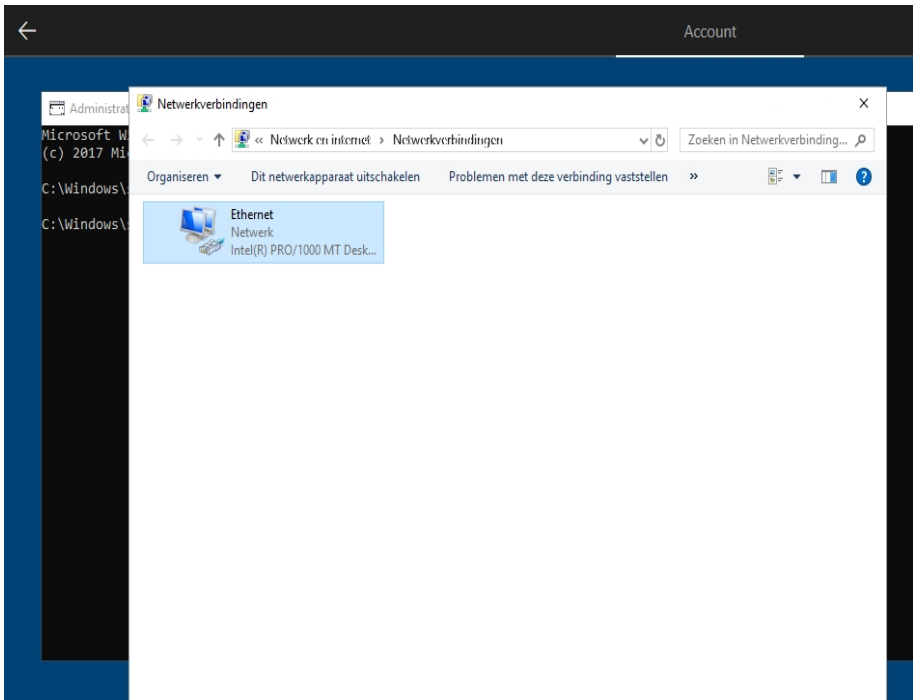 Account
Administrat
Netwerkverbindingen
Microsoft W
(c) 2017 Mi
« Netwerk en internet › Netwerkverbindingen
Zoeken in Netwerkverbinding...
Organiseren
Dit netwerkapparaat uitschakelen
Problemen met deze verbinding vaststellen
»
C:\Windows\
C:\Windows\
Ethernet
Netwerk
Intel(R) PRO/1000 MT Desk...